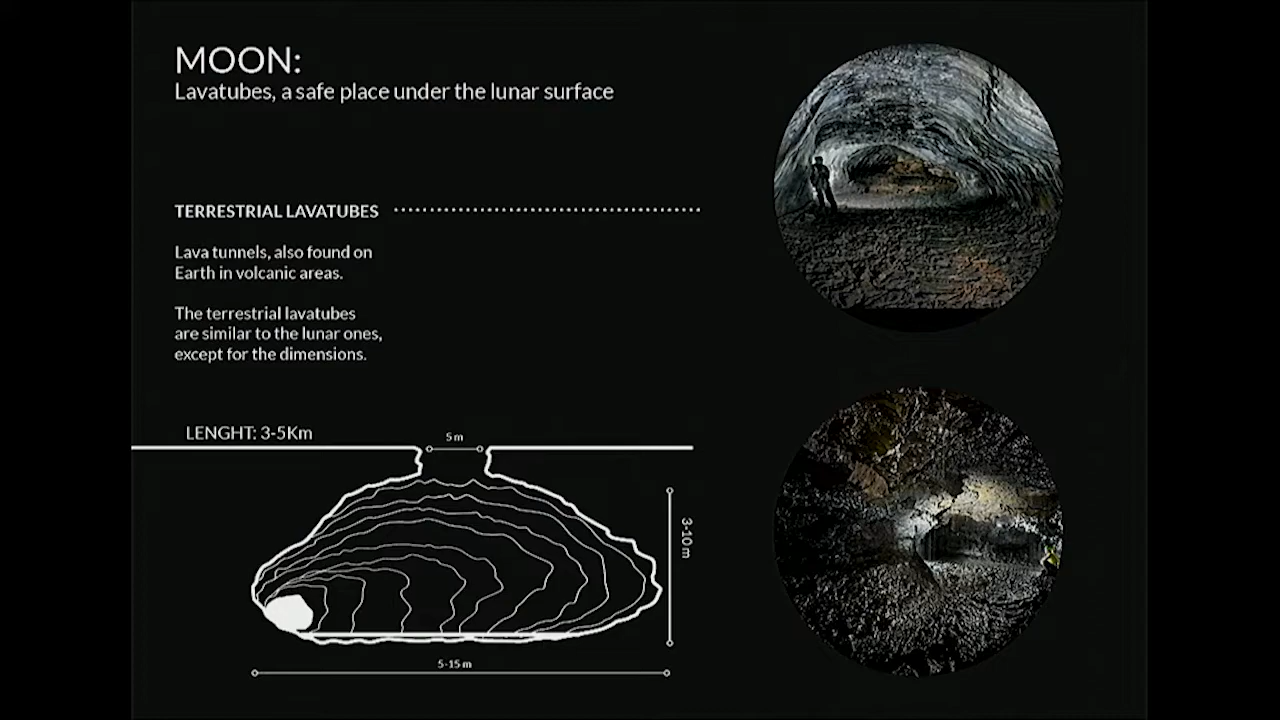 MOON:
Lavatubes, a safe place under the lunar surface
TERRESTRIAL LAVATUBES
Lava tunnels, also found on
Earth in volcanic areas.
The terrestrial lavatubes
are similar to the lunar ones,
except for the dimensions.
LENGHT: 3-5Km
5 m
3-10 m
5-15 m